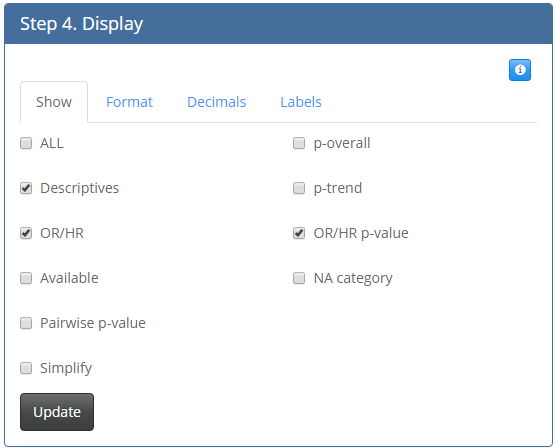 Step 4. Display
Show Format Decimals Labels
ALL p-overall
Descriptives p-trend
OR/HR OR/HR p-value
Available NA category
Pairwise p-value
Simplify
Update